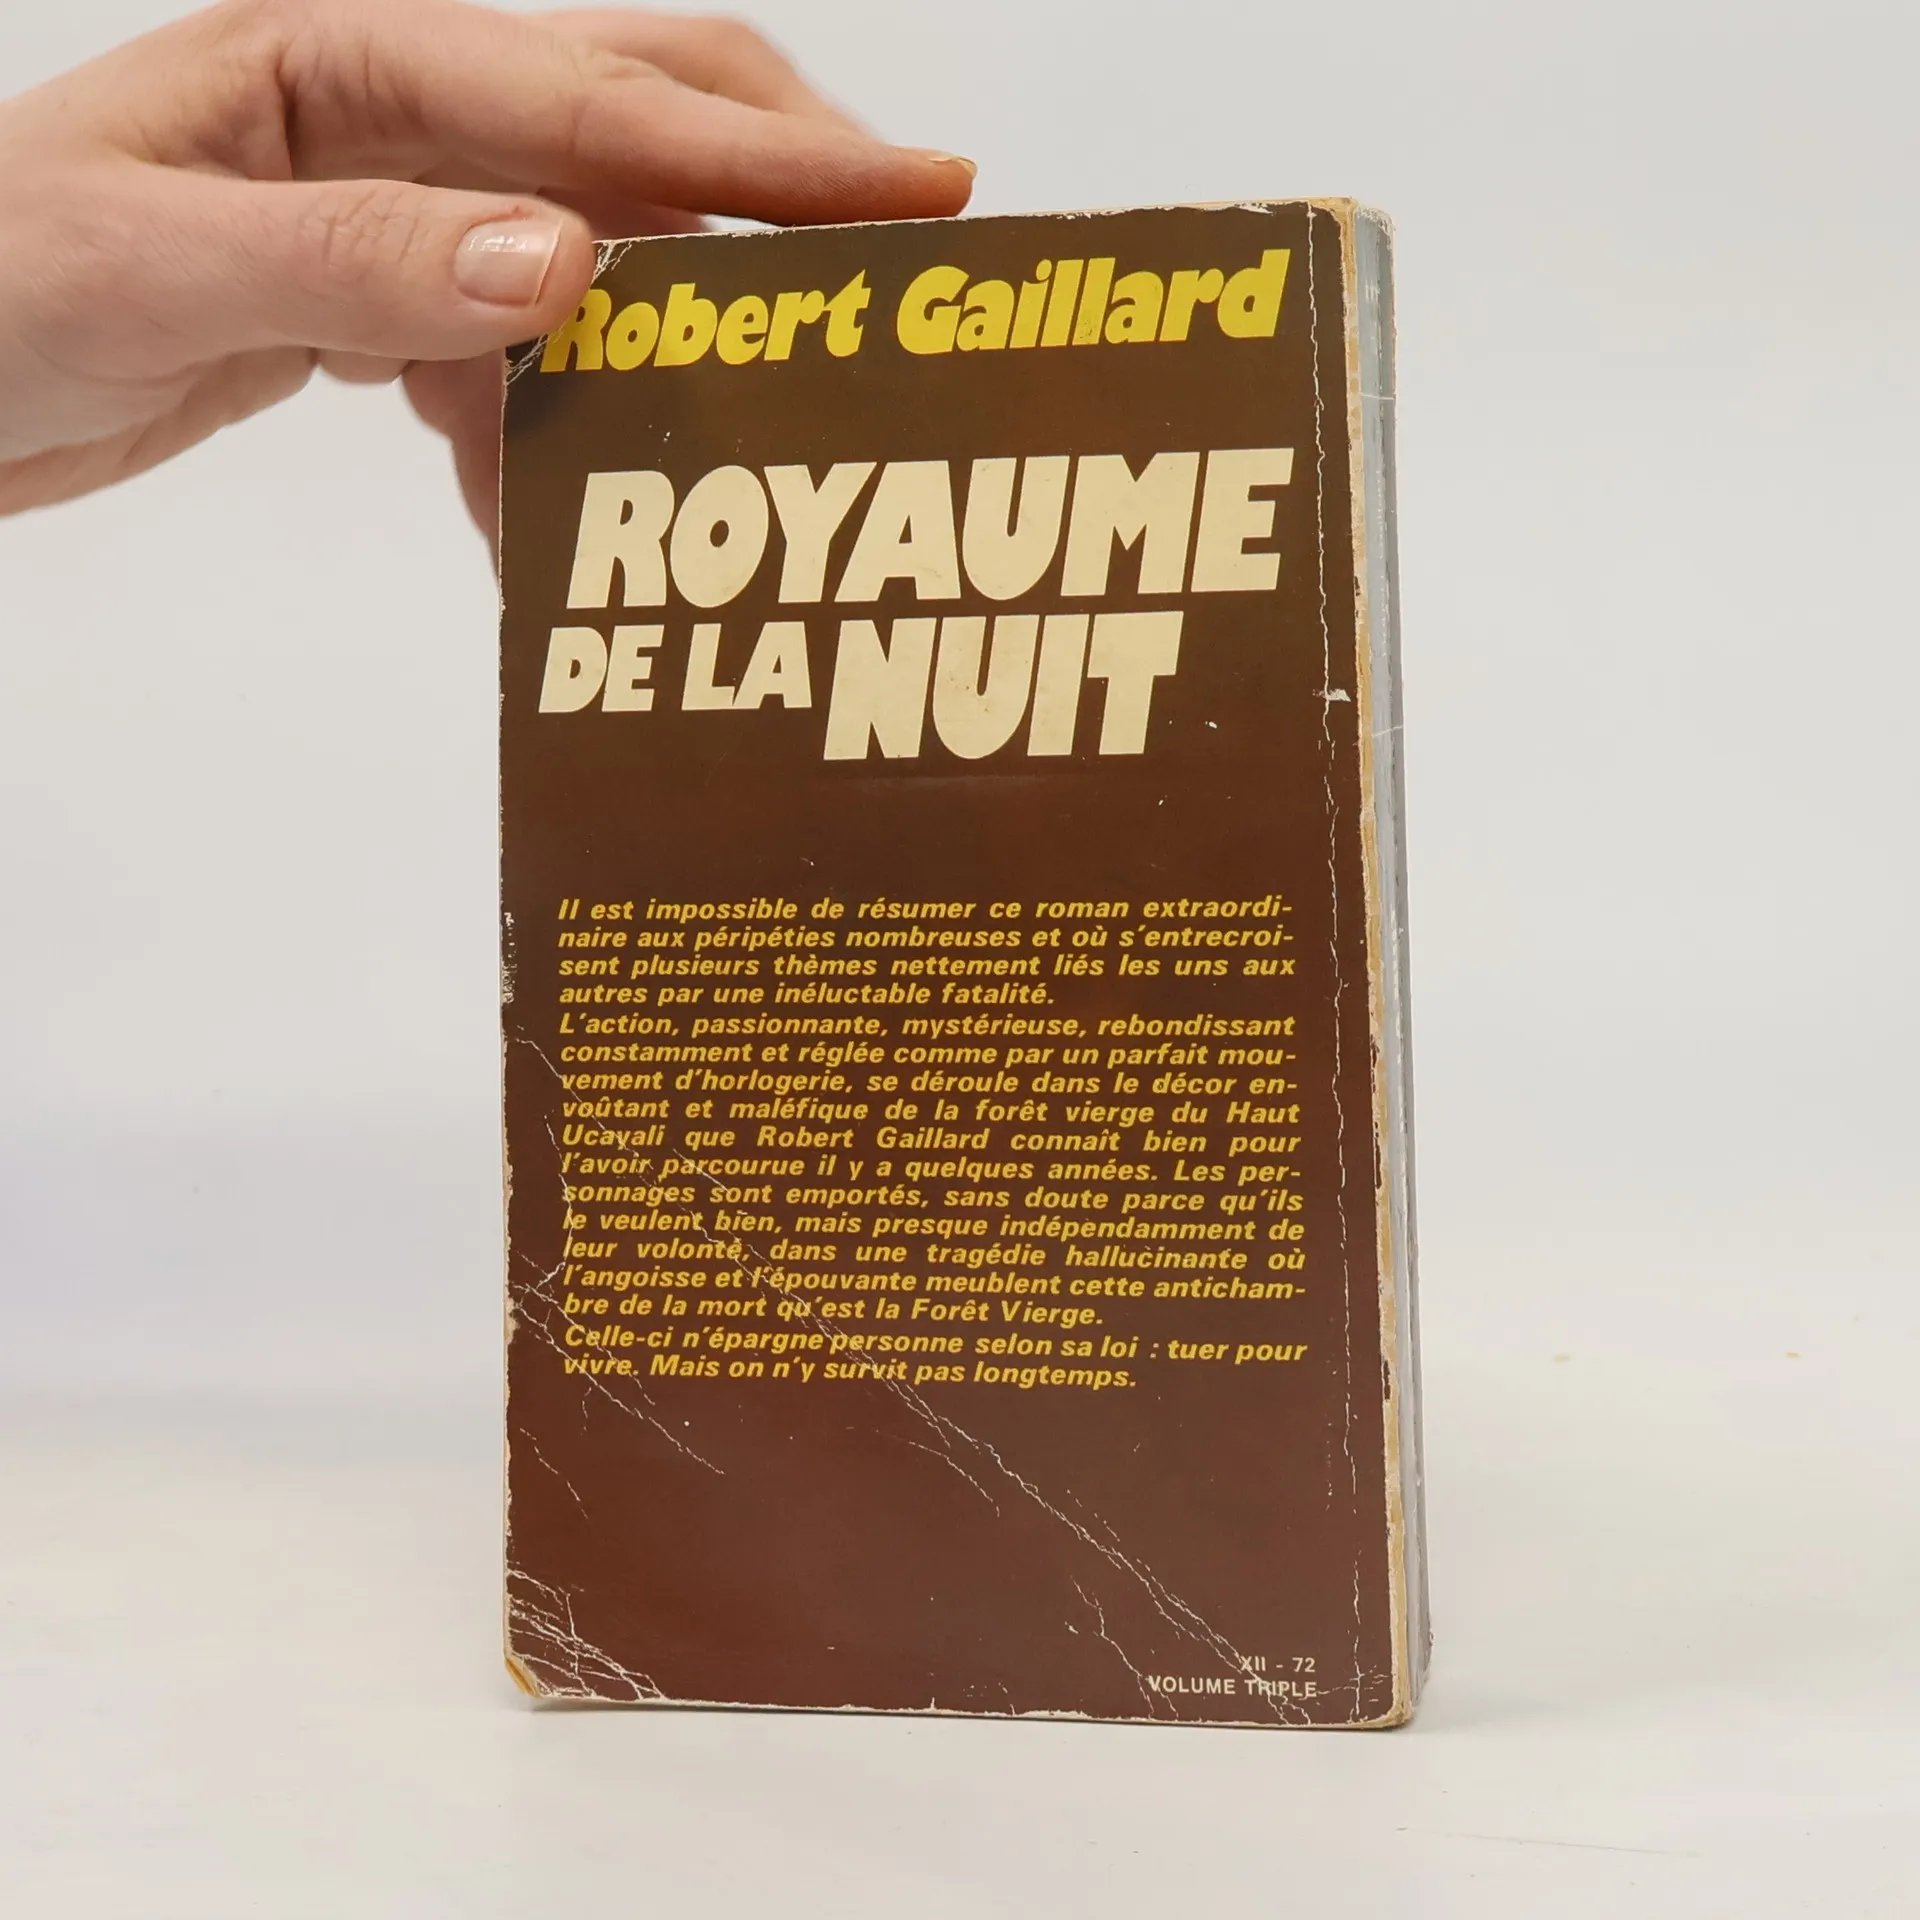 Robert Gaillard
ROYAUME
DE LA NUIT
Il est impossible de résumer ce roman extraordi-
naire aux péripéties nombreuses et où s'entrecroi-
sent plusieurs thèmes nettement liés les uns aux
autres par une inéluctable fatalité.
L'action, passionnante, mystérieuse, rebondissant
constamment et réglée comme par un parfait mou-
vement d'horlogerie, se déroule dans le décor en-
voûtant et maléfique de la forêt vierge du Haut
Ucayali que Robert Gaillard connaît bien pour
l'avoir parcourue il y a quelques années. Les per-
sonnages sont emportés, sans doute parce qu'ils
le veulent bien, mais presque indépendamment de
leur volonté, dans une tragédie hallucinante où
l'angoisse et l'épouvante meublent cette anticham-
bre de la mort qu'est la Forêt Vierge.
Celle-ci n'épargne personne selon sa loi : tuer pour
vivre. Mais on n'y survit pas longtemps.
XII - 72
VOLUME TRIPLE